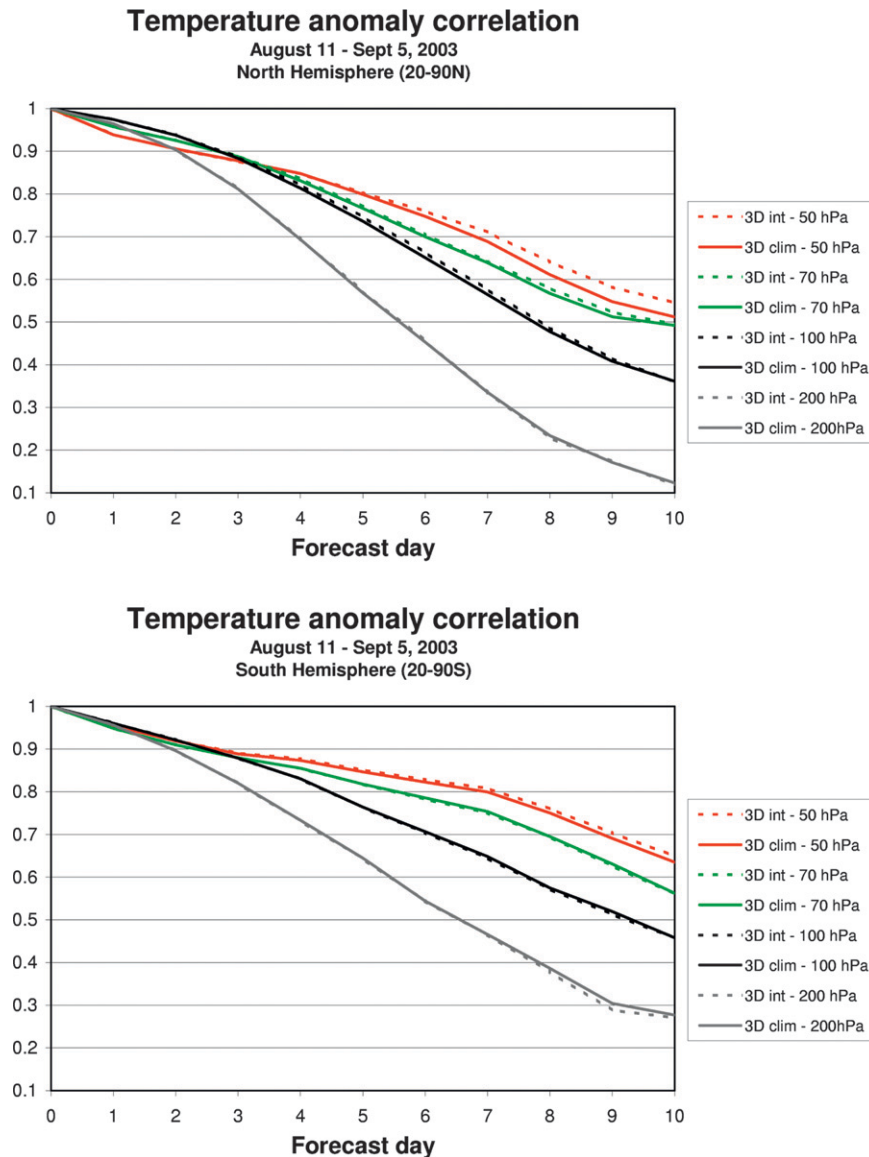 Temperature anomaly correlation
August 11 - Sept 5, 2003
North Hemisphere (20-90N)
1
0.9
0.8
0.7
0.6
0.5
0.4
0.3
0.2
0.1
0 1 2 3 4 5 6 7 8 9 10
Forecast day
3D int - 50 hPa
3D clim - 50 hPa
3D int - 70 hPa
3D clim - 70 hPa
3D int - 100 hPa
3D clim - 100 hPa
3D int - 200 hPa
3D clim - 200hPa
Temperature anomaly correlation
August 11 - Sept 5, 2003
South Hemisphere (20-90S)
1
0.9
0.8
0.7
0.6
0.5
0.4
0.3
0.2
0.1
0 1 2 3 4 5 6 7 8 9 10
Forecast day
3D int - 50 hPa
3D clim - 50 hPa
3D int - 70 hPa
3D clim - 70 hPa
3D int - 100 hPa
3D clim - 100 hPa
3D int - 200 hPa
3D clim - 200hPa